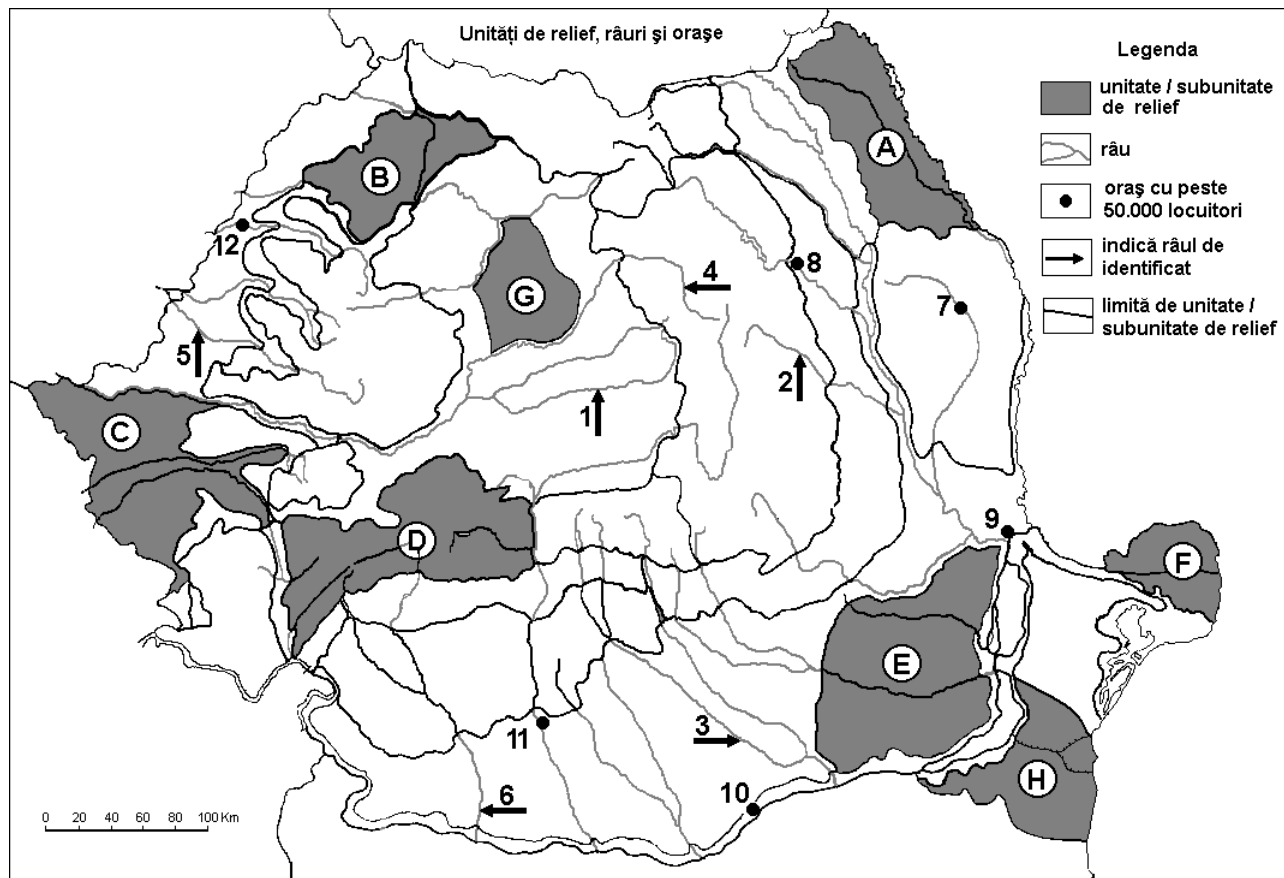 Unități de relief, râuri și orașe
Legenda
unitate / subunitate
de relief
râu
oraș cu peste
50.000 locuitori
indică râul de
identificat
limită de unitate /
subunitate de relief
A
B
12
8
4
G
7
5
2
1
C
9
D
F
E
3
11
H
6
10
0 20 40 60 80 100 Km